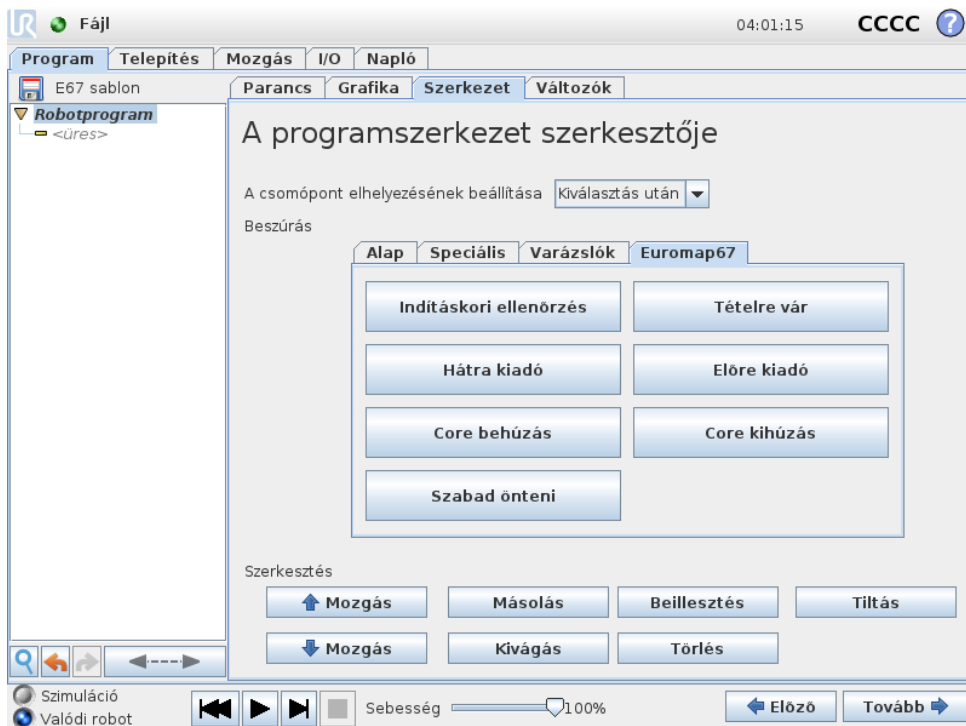 UR Fájl 04:01:15 CCCC ?
Program Telepítés Mozgás I/O Napló
E67 sablon
Robotprogram
<üres>
Parancs Grafika Szerkezet Változók
A programszerkezet szerkesztője
A csomópont elhelyezésének beállítása Kiválasztás után
Beszúrás
Alap Speciális Varázslók Euromap67
Indításkori ellenőrzés Tételre vár
Hátra kiadó Előre kiadó
Core behúzás Core kihúzás
Szabad önteni
Szerkesztés
Mozgás Másolás Beillesztés Tiltás
Mozgás Kivágás Törlés
Szimuláció
Valódi robot
Sebesség 100% Előző Tovább